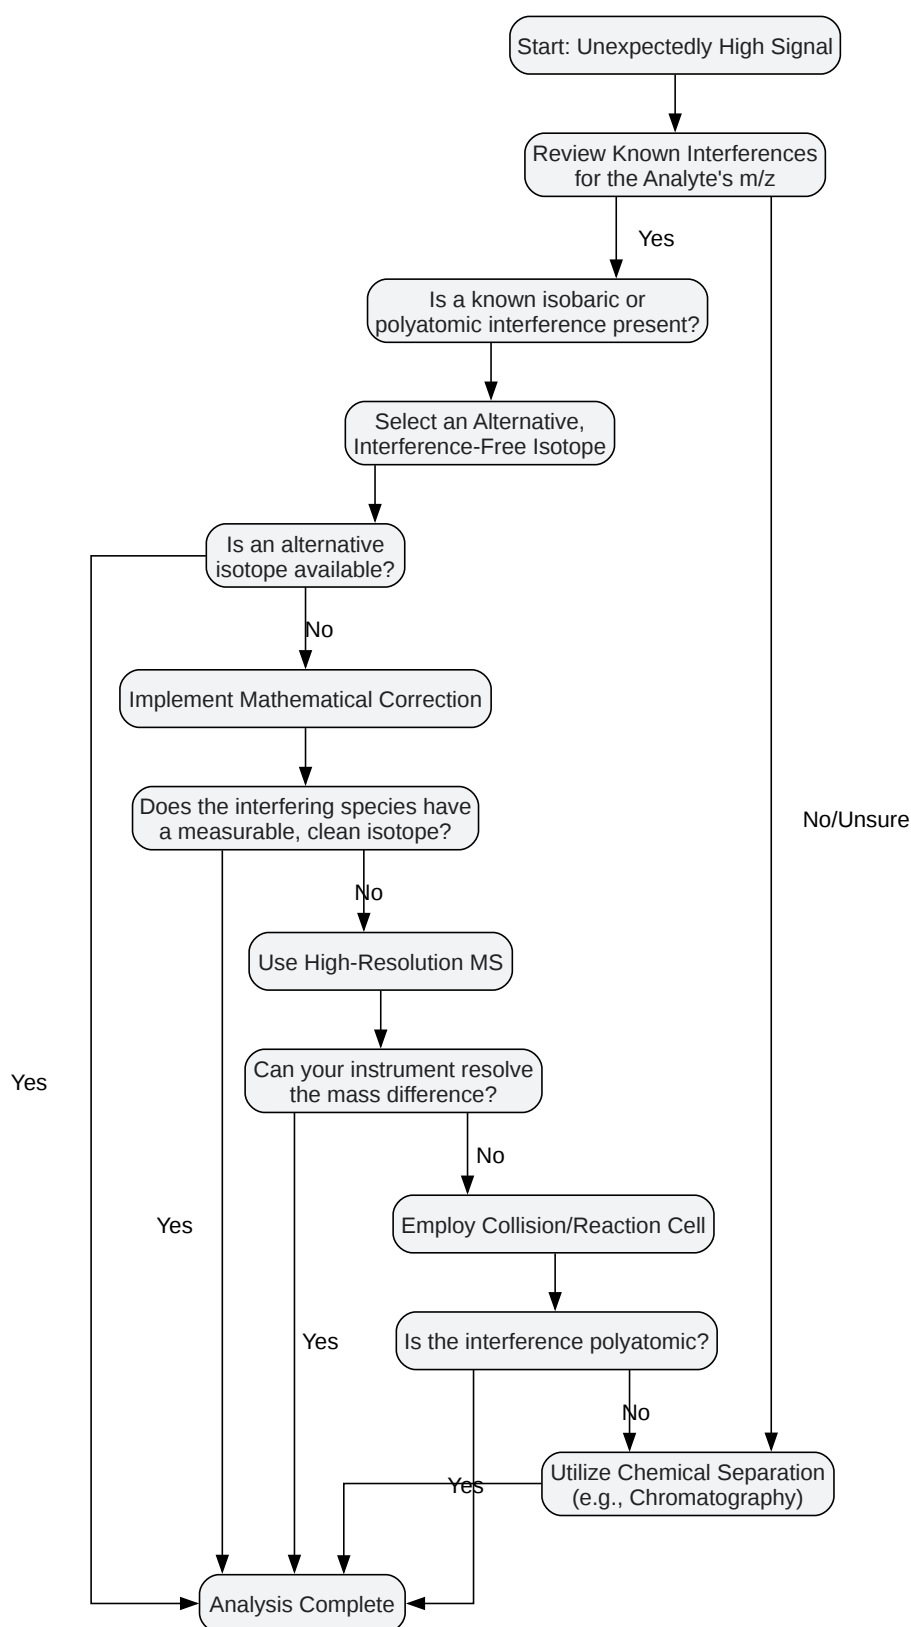 Start: Unexpectedly High Signal
Review Known Interferences
for the Analyte's m/z
Yes
Is a known isobaric or
polyatomic interference present?
Select an Alternative,
Interference-Free Isotope
Is an alternative
isotope available?
No
Implement Mathematical Correction
Does the interfering species have
a measurable, clean isotope?
No/Unsure
No
Use High-Resolution MS
Can your instrument resolve
the mass difference?
Yes
No
Employ Collision/Reaction Cell
Yes
Is the interference polyatomic?
Yes
No
Utilize Chemical Separation
(e.g., Chromatography)
Yes
Analysis Complete